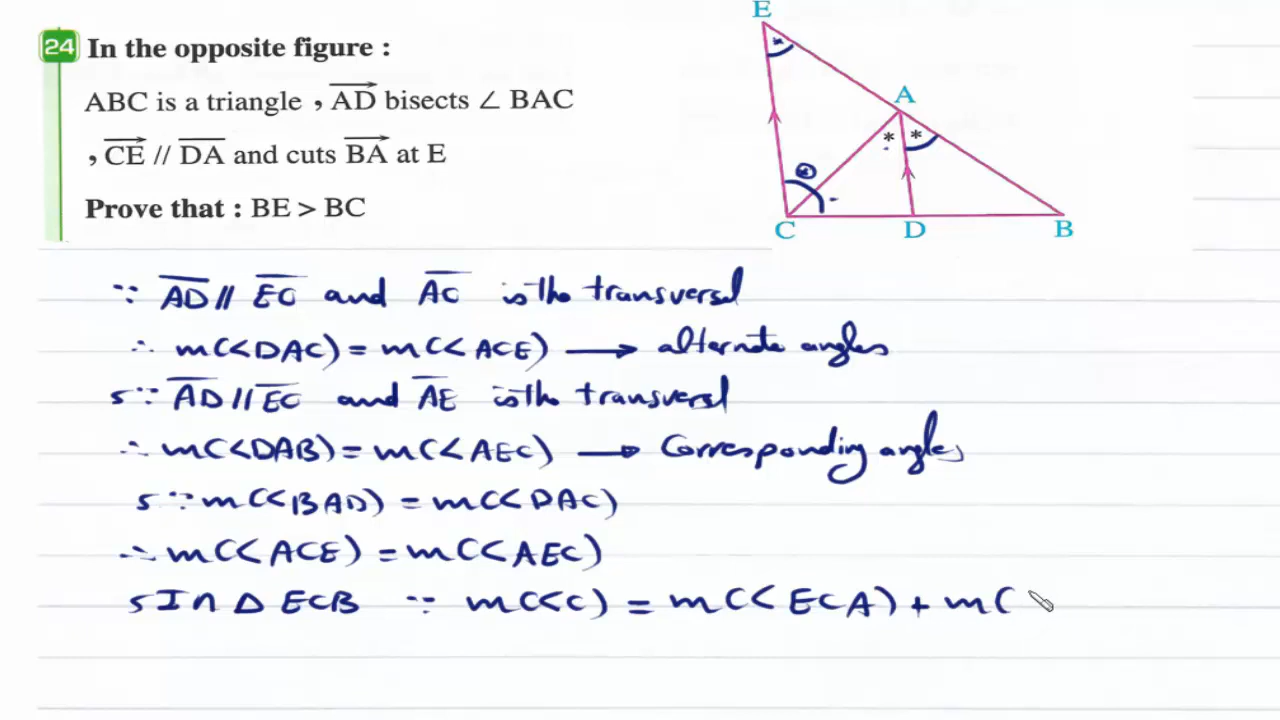 24 In the opposite figure :
ABC is a triangle , AD bisects ∠ BAC
, CE // DA and cuts BA at E
Prove that : BE > BC
E
A
* *
C D B
∵ AD // EC and AC is the transversal
∴ m(<DAC) = m(<ACE) → alternate angles
, ∵ AD // EC and AE is the transversal
∴ m(<DAB) = m(<AEC) → Corresponding angles
, ∵ m(<BAD) = m(<DAC)
∴ m(<ACE) = m(<AEC)
, In Δ ECB ∵ m(<C) = m(<ECA) + m(